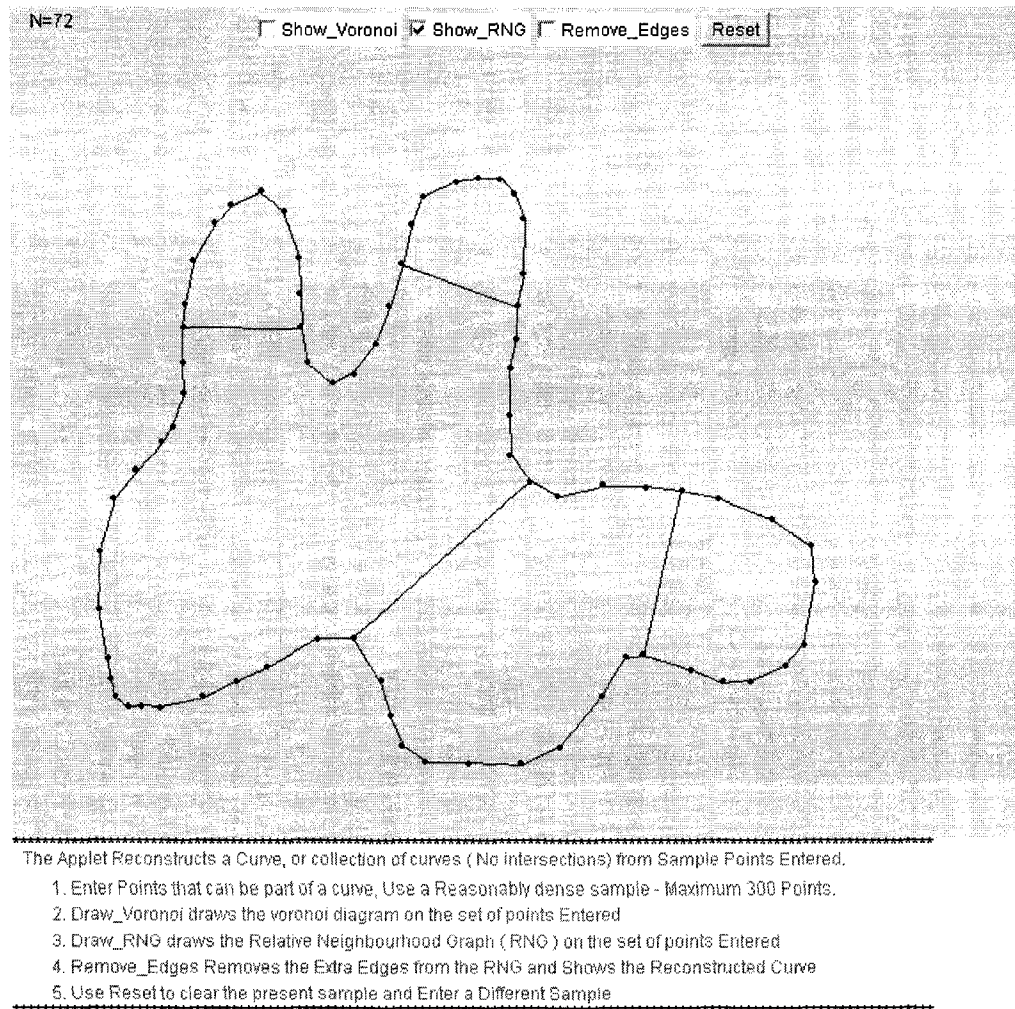 N=72
Show_Voronoi Show_RNG Remove_Edges Reset
The Applet Reconstructs a Curve, or collection of curves ( No intersections) from Sample Points Entered.
1. Enter Points that can be part of a curve, Use a Reasonably dense sample - Maximum 300 Points.
2. Draw_Voronoi draws the voronoi diagram on the set of points Entered
3. Draw_RNG draws the Relative Neighbourhood Graph ( RNG ) on the set of points Entered
4. Remove_Edges Removes the Extra Edges from the RNG and Shows the Reconstructed Curve
5. Use Reset to clear the present sample and Enter a Different Sample